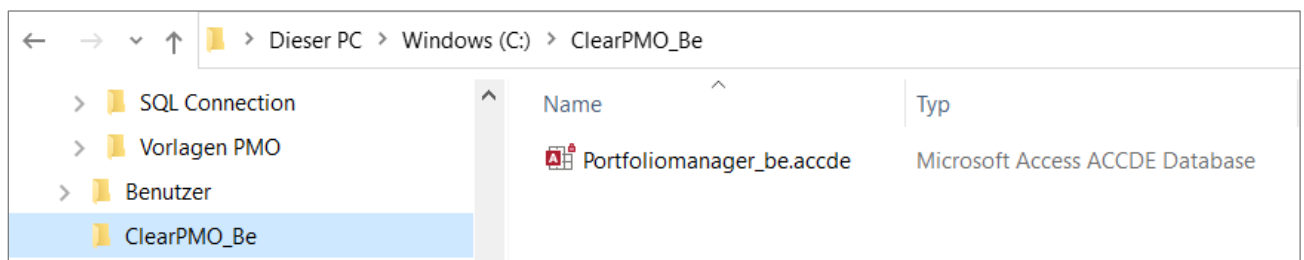 Dieser PC > Windows (C:) > ClearPMO_Be
SQL Connection
Vorlagen PMO
Benutzer
ClearPMO_Be
Name Typ
Portfoliomanager_be.accde Microsoft Access ACCDE Database